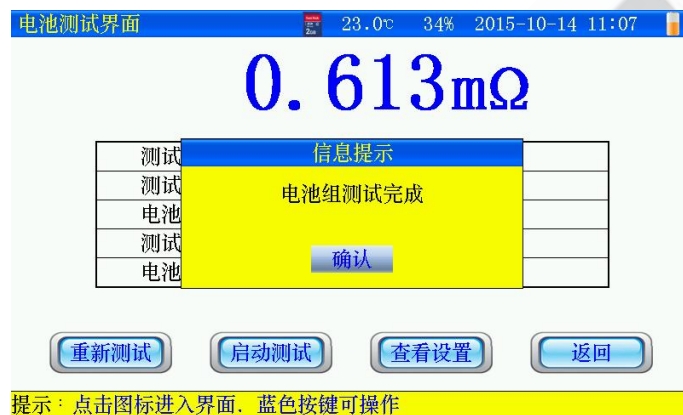 电池测试界面 23.0℃ 34% 2015-10-14 11:07
0.613mΩ
信息提示
测试
测试
电池组测试完成
电池
测试
确认
电池
重新测试 启动测试 查看设置 返回
提示：点击图标进入界面．蓝色按键可操作